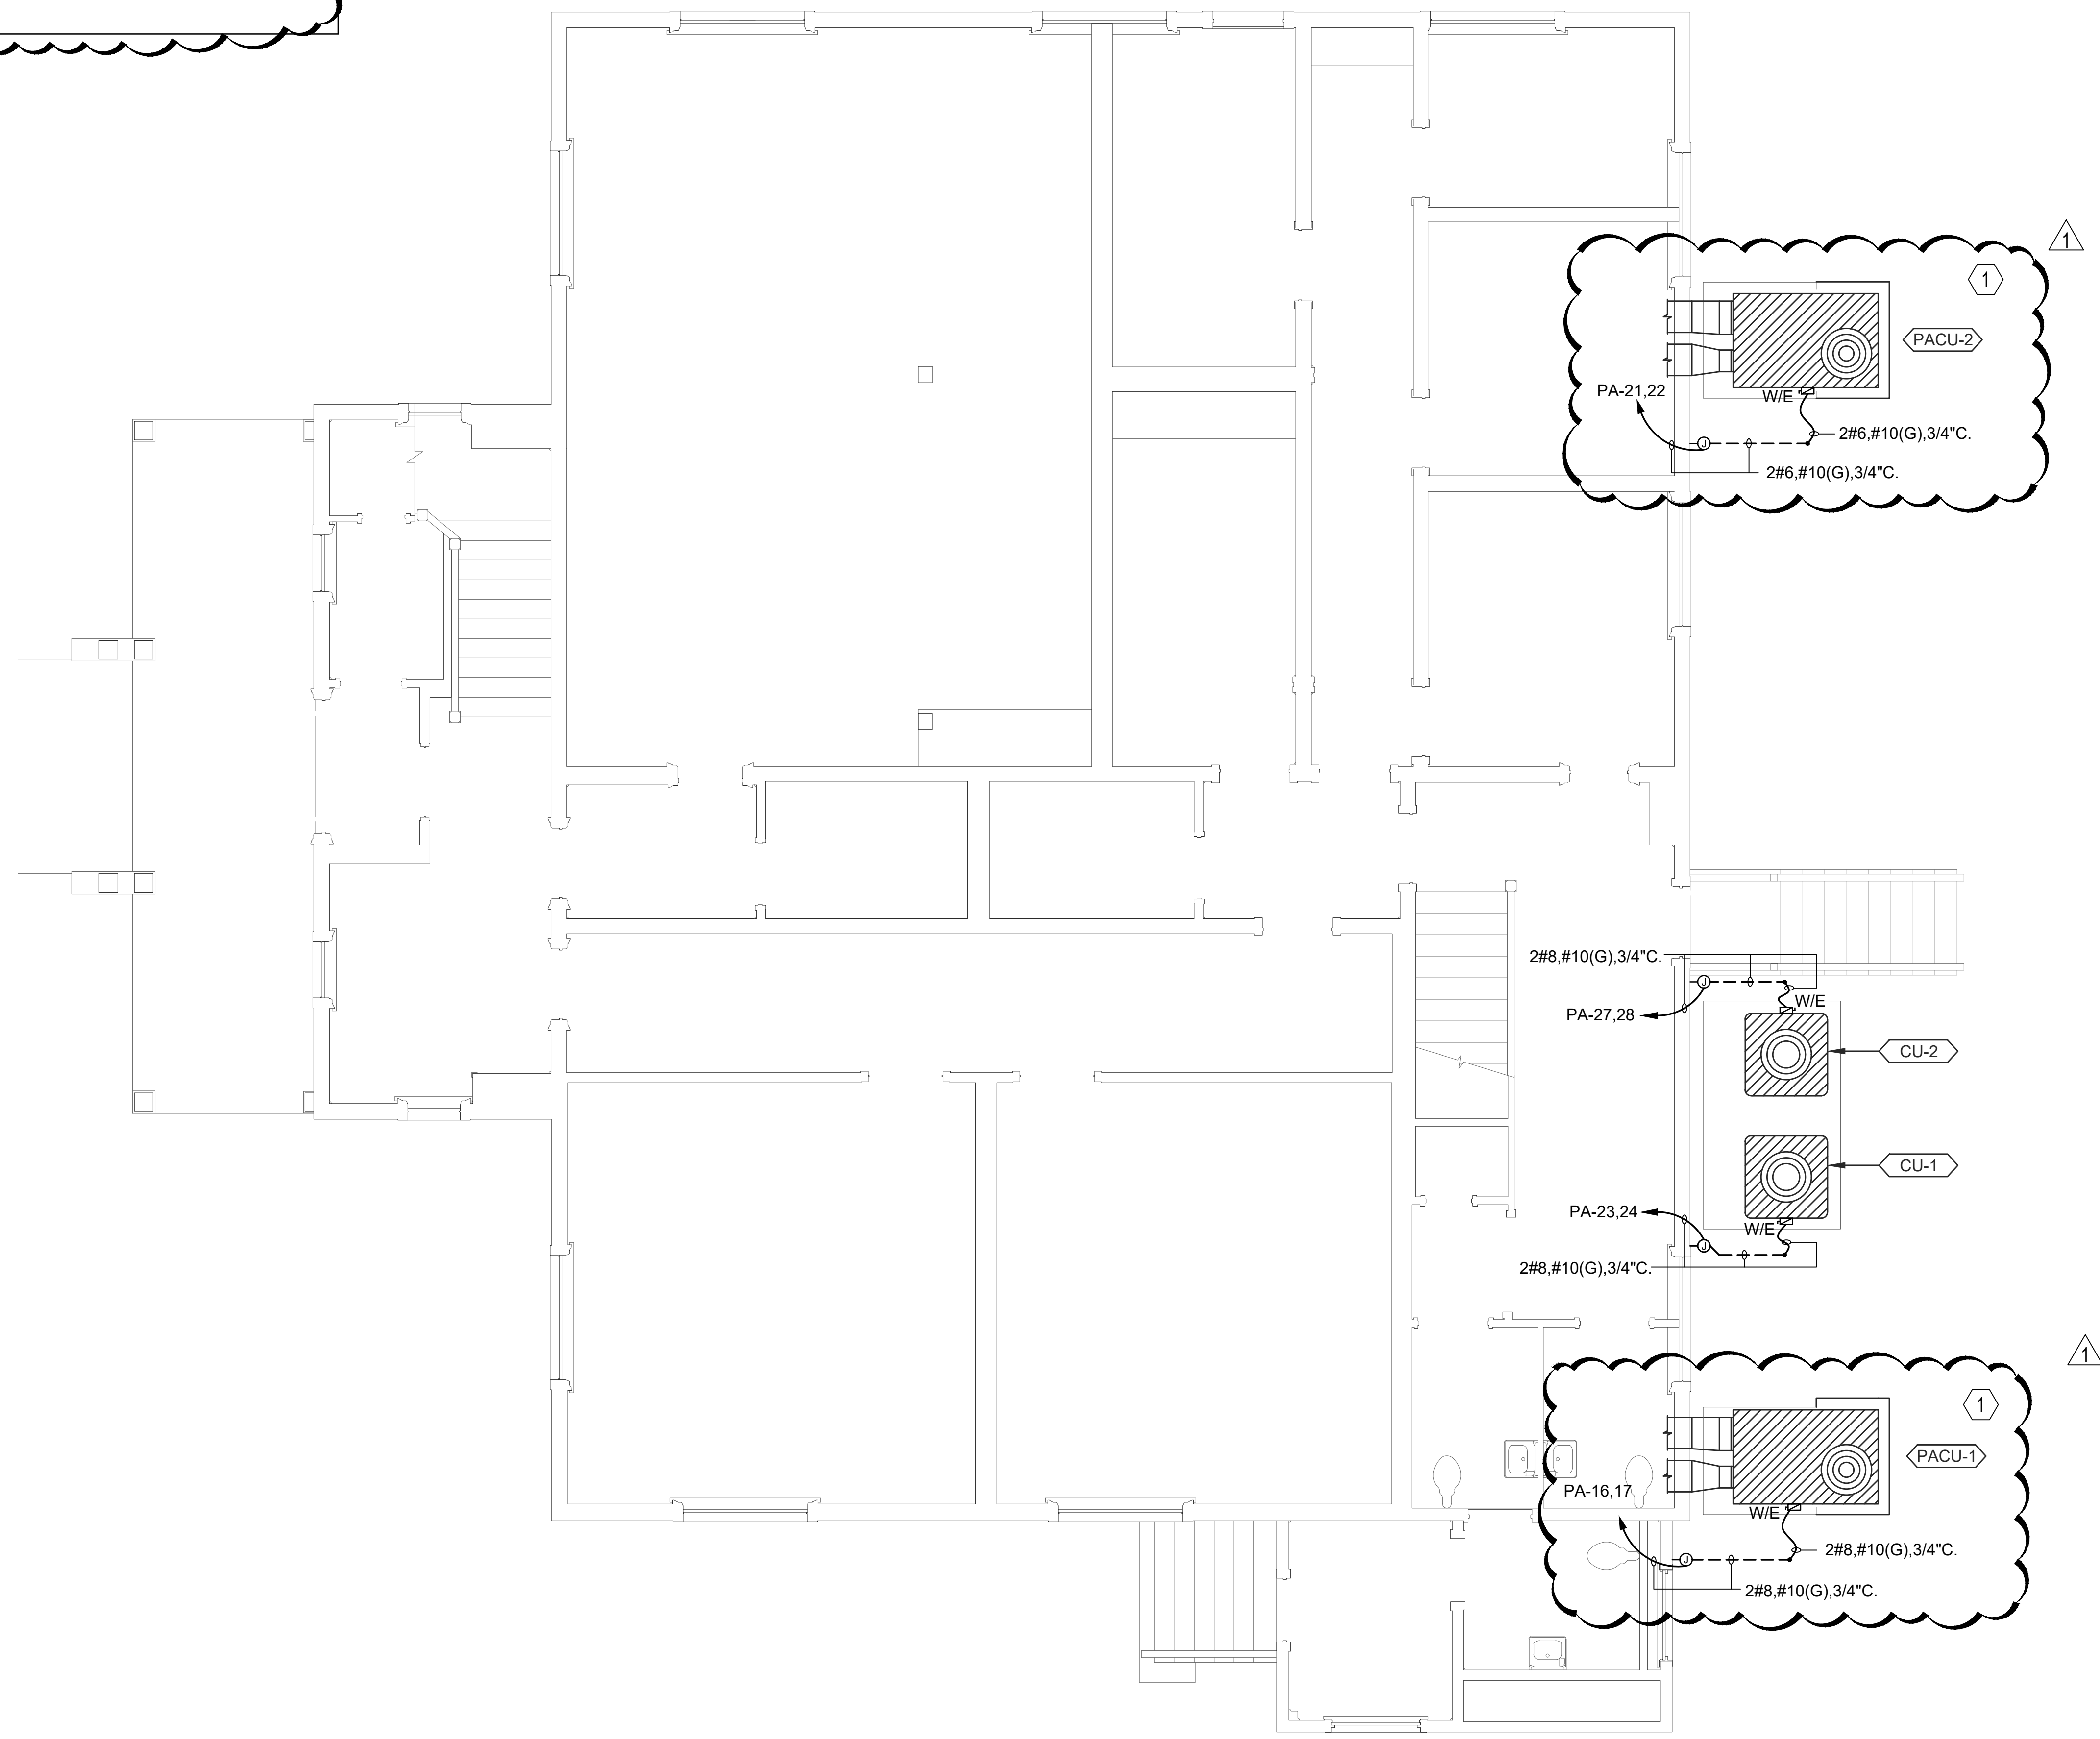 1
1
PACU-2
PA-21,22
W/E
2#6,#10(G),3/4"C.
J
2#6,#10(G),3/4"C.
2#8,#10(G),3/4"C.
J
W/E
PA-27,28
CU-2
CU-1
PA-23,24
W/E
J
2#8,#10(G),3/4"C.
1
1
PACU-1
PA-16,17
W/E
2#8,#10(G),3/4"C.
J
2#8,#10(G),3/4"C.